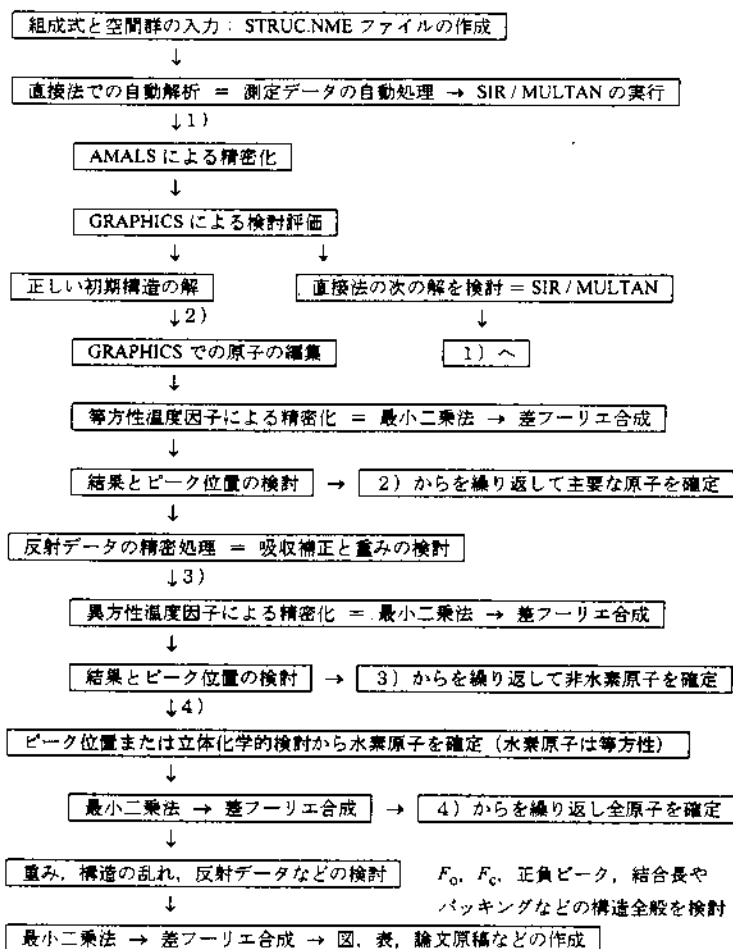 組成式と空間群の入力: STRUC.NME ファイルの作成
↓
直接法での自動解析 = 測定データの自動処理 → SIR / MULTAN の実行
↓1)
AMALS による精密化
↓
GRAPHICS による検討評価
↓ ↓
正しい初期構造の解 直接法の次の解を検討 = SIR / MULTAN
↓2) ↓
GRAPHICS での原子の編集 1) へ
↓
等方性温度因子による精密化 = 最小二乗法 → 差フーリエ合成
↓
結果とピーク位置の検討 → 2) からを繰り返して主要な原子を確定
↓
反射データの精密処理 = 吸収補正と重みの検討
↓3)
異方性温度因子による精密化 = 最小二乗法 → 差フーリエ合成
↓
結果とピーク位置の検討 → 3) からを繰り返して非水素原子を確定
↓4)
ピーク位置または立体化学的検討から水素原子を確定 (水素原子は等方性)
↓
最小二乗法 → 差フーリエ合成 → 4) からを繰り返し全原子を確定
↓
重み, 構造の乱れ, 反射データなどの検討 Fo, Fc, 正負ピーク, 結合長や
↓ パッキングなどの構造全般を検討
最小二乗法 → 差フーリエ合成 → 図, 表, 論文原稿などの作成